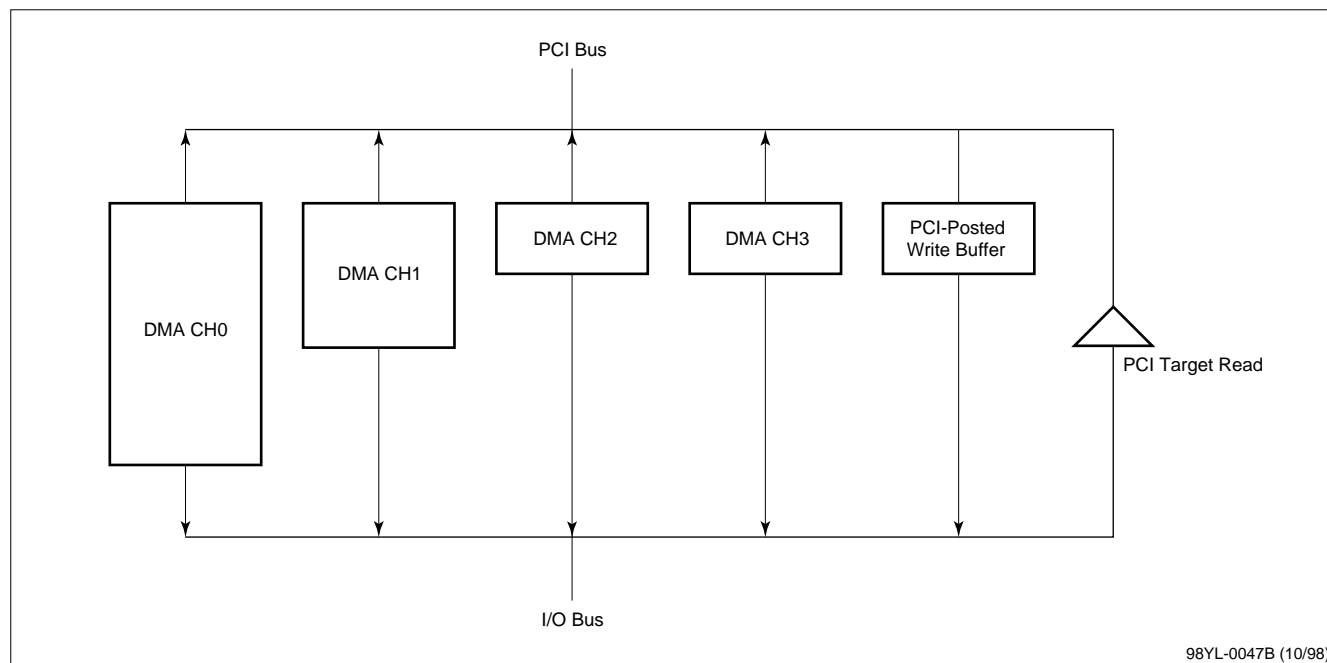 PCI Bus
DMA CH0
DMA CH1
DMA CH2
DMA CH3
PCI-Posted
Write Buffer
PCI Target Read
I/O Bus
98YL-0047B (10/98)